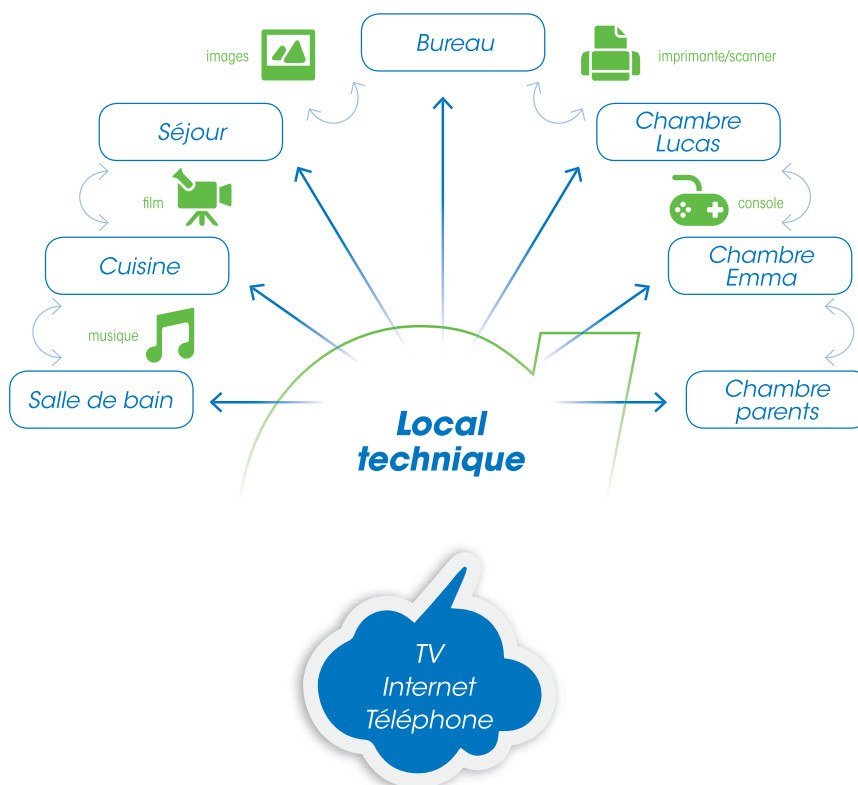 Bureau
images
imprimante/scanner
Séjour
Chambre
Lucas
film
console
Cuisine
Chambre
Emma
musique
Salle de bain
Chambre
parents
Local
technique
TV
Internet
Téléphone